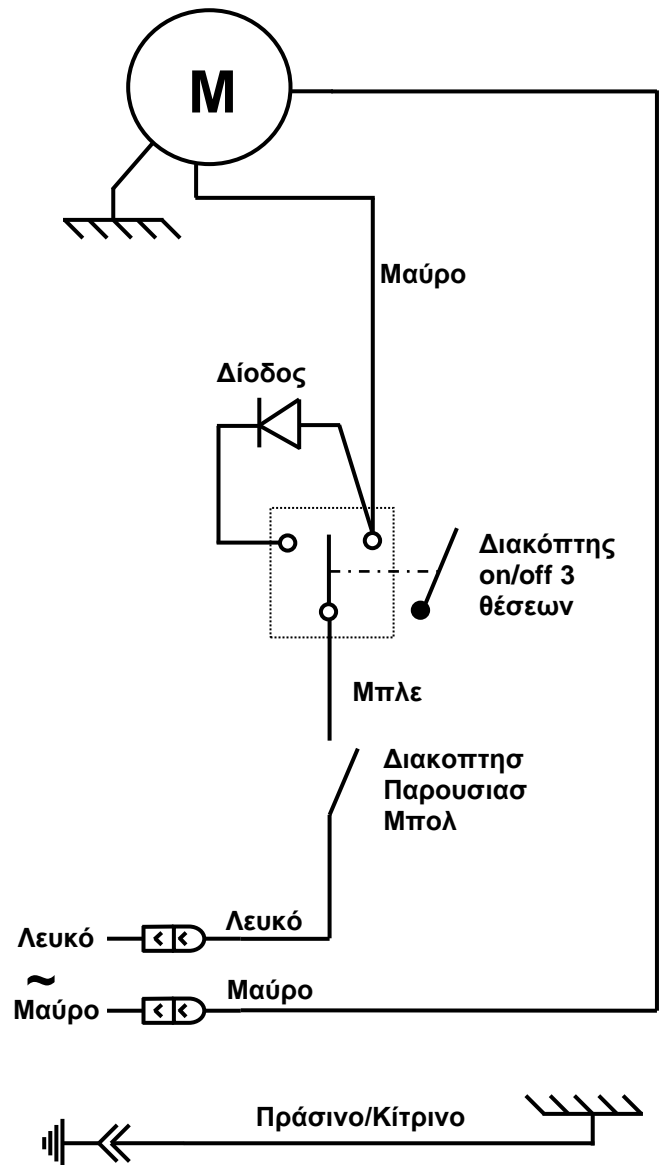 M
Μαύρο
Δίοδος
Διακόπτης
on/off 3
θέσεων
Μπλε
Διακοπτησ
Παρουσιασ
Μπολ
Λευκό
Λευκό
~
Μαύρο
Μαύρο
Πράσινο/Κίτρινο